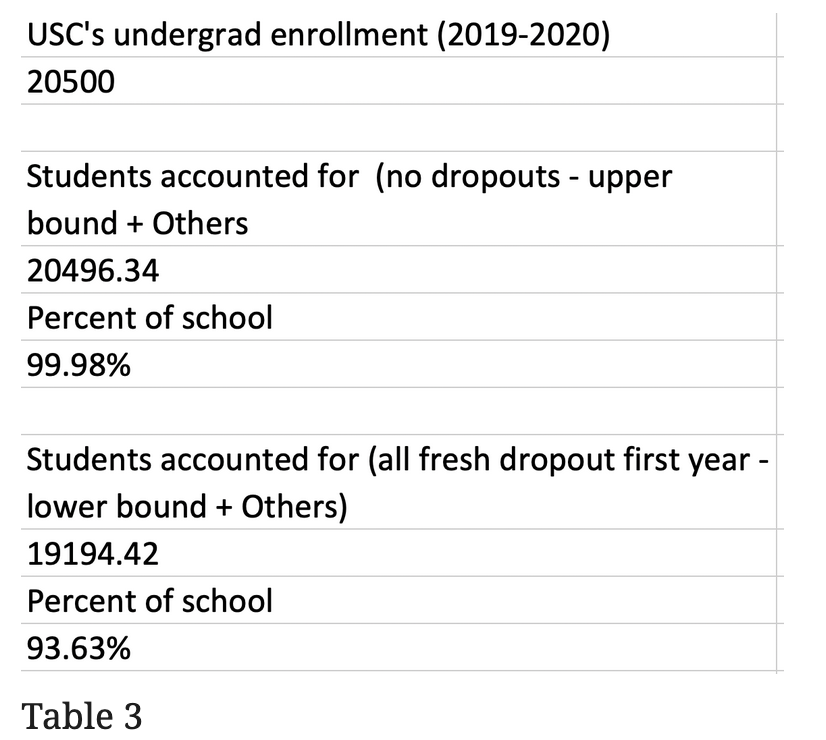 USC's undergrad enrollment (2019-2020)
20500
Students accounted for  (no dropouts - upper
bound + Others
20496.34
Percent of school
99.98%
Students accounted for (all fresh dropout first year -
lower bound + Others)
19194.42
Percent of school
93.63%
Table 3